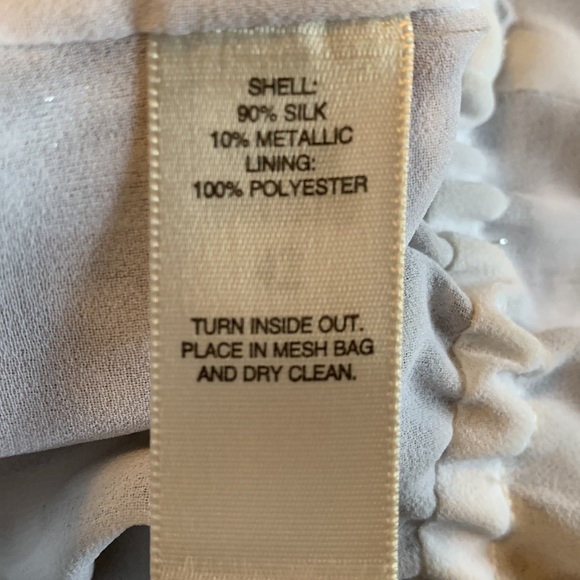 SHELL:
90% SILK
10% METALLIC
LINING:
100% POLYESTER
TURN INSIDE OUT.
PLACE IN MESH BAG
AND DRY CLEAN.